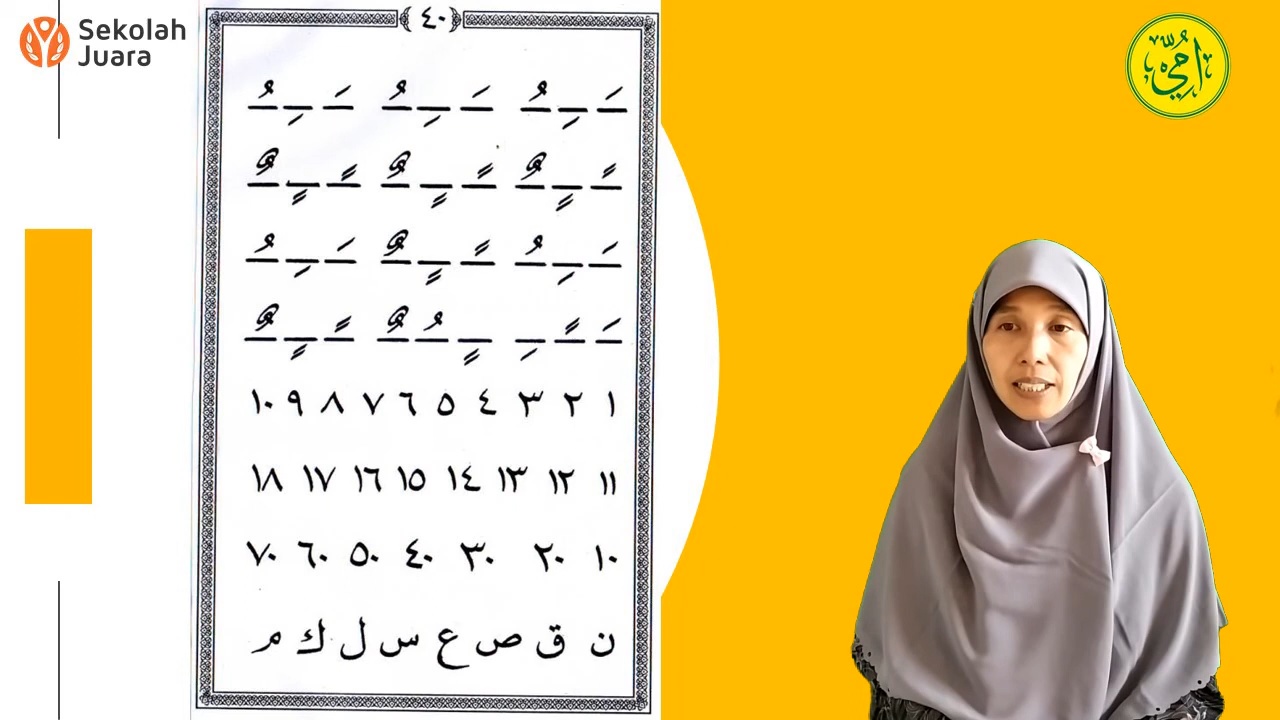 Sekolah
Juara
٤٠
ـَ ـِ ـُ ـَ ـِ ـُ ـَ ـِ ـُ
ـً ـٍ ـٌ ـً ـٍ ـٌ ـً ـٍ ـٌ
ـَ ـِ ـُ ـً ـٍ ـٌ ـَ ـِ ـُ
ـَ ـً ـِ ـٍ ـُ ـٌ ـً ـٍ ـٌ
١ ٢ ٣ ٤ ٥ ٦ ٧ ٨ ٩ ١٠
١١ ١٢ ١٣ ١٤ ١٥ ١٦ ١٧ ١٨
١٠ ٢٠ ٣٠ ٤٠ ٥٠ ٦٠ ٧٠
ن ق ص ع س ل ك م
اُمِّيّ